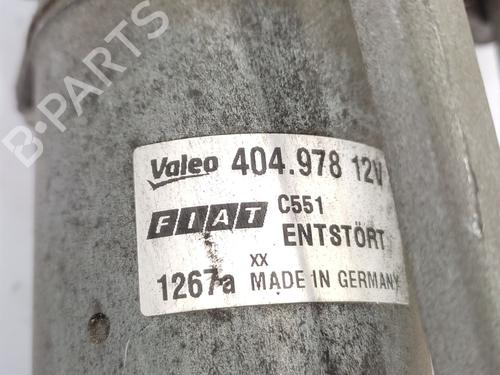 B-PARTS
Valeo 404.978 12V
FIAT C551
ENTSTÖRT
XX
1267a MADE IN GERMANY